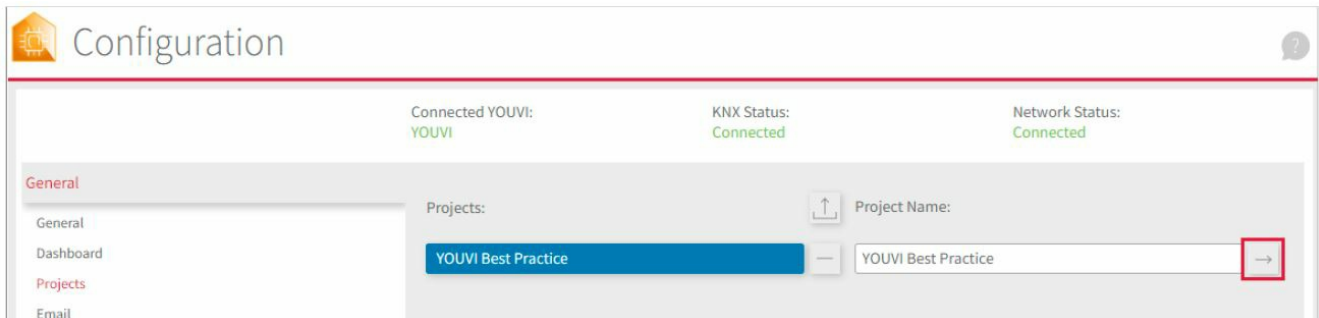 Configuration
?
Connected YOUVI:
YOUVI
KNX Status:
Connected
Network Status:
Connected
General
General
Dashboard
Projects
Email
Projects:
Project Name:
YOUVI Best Practice
YOUVI Best Practice